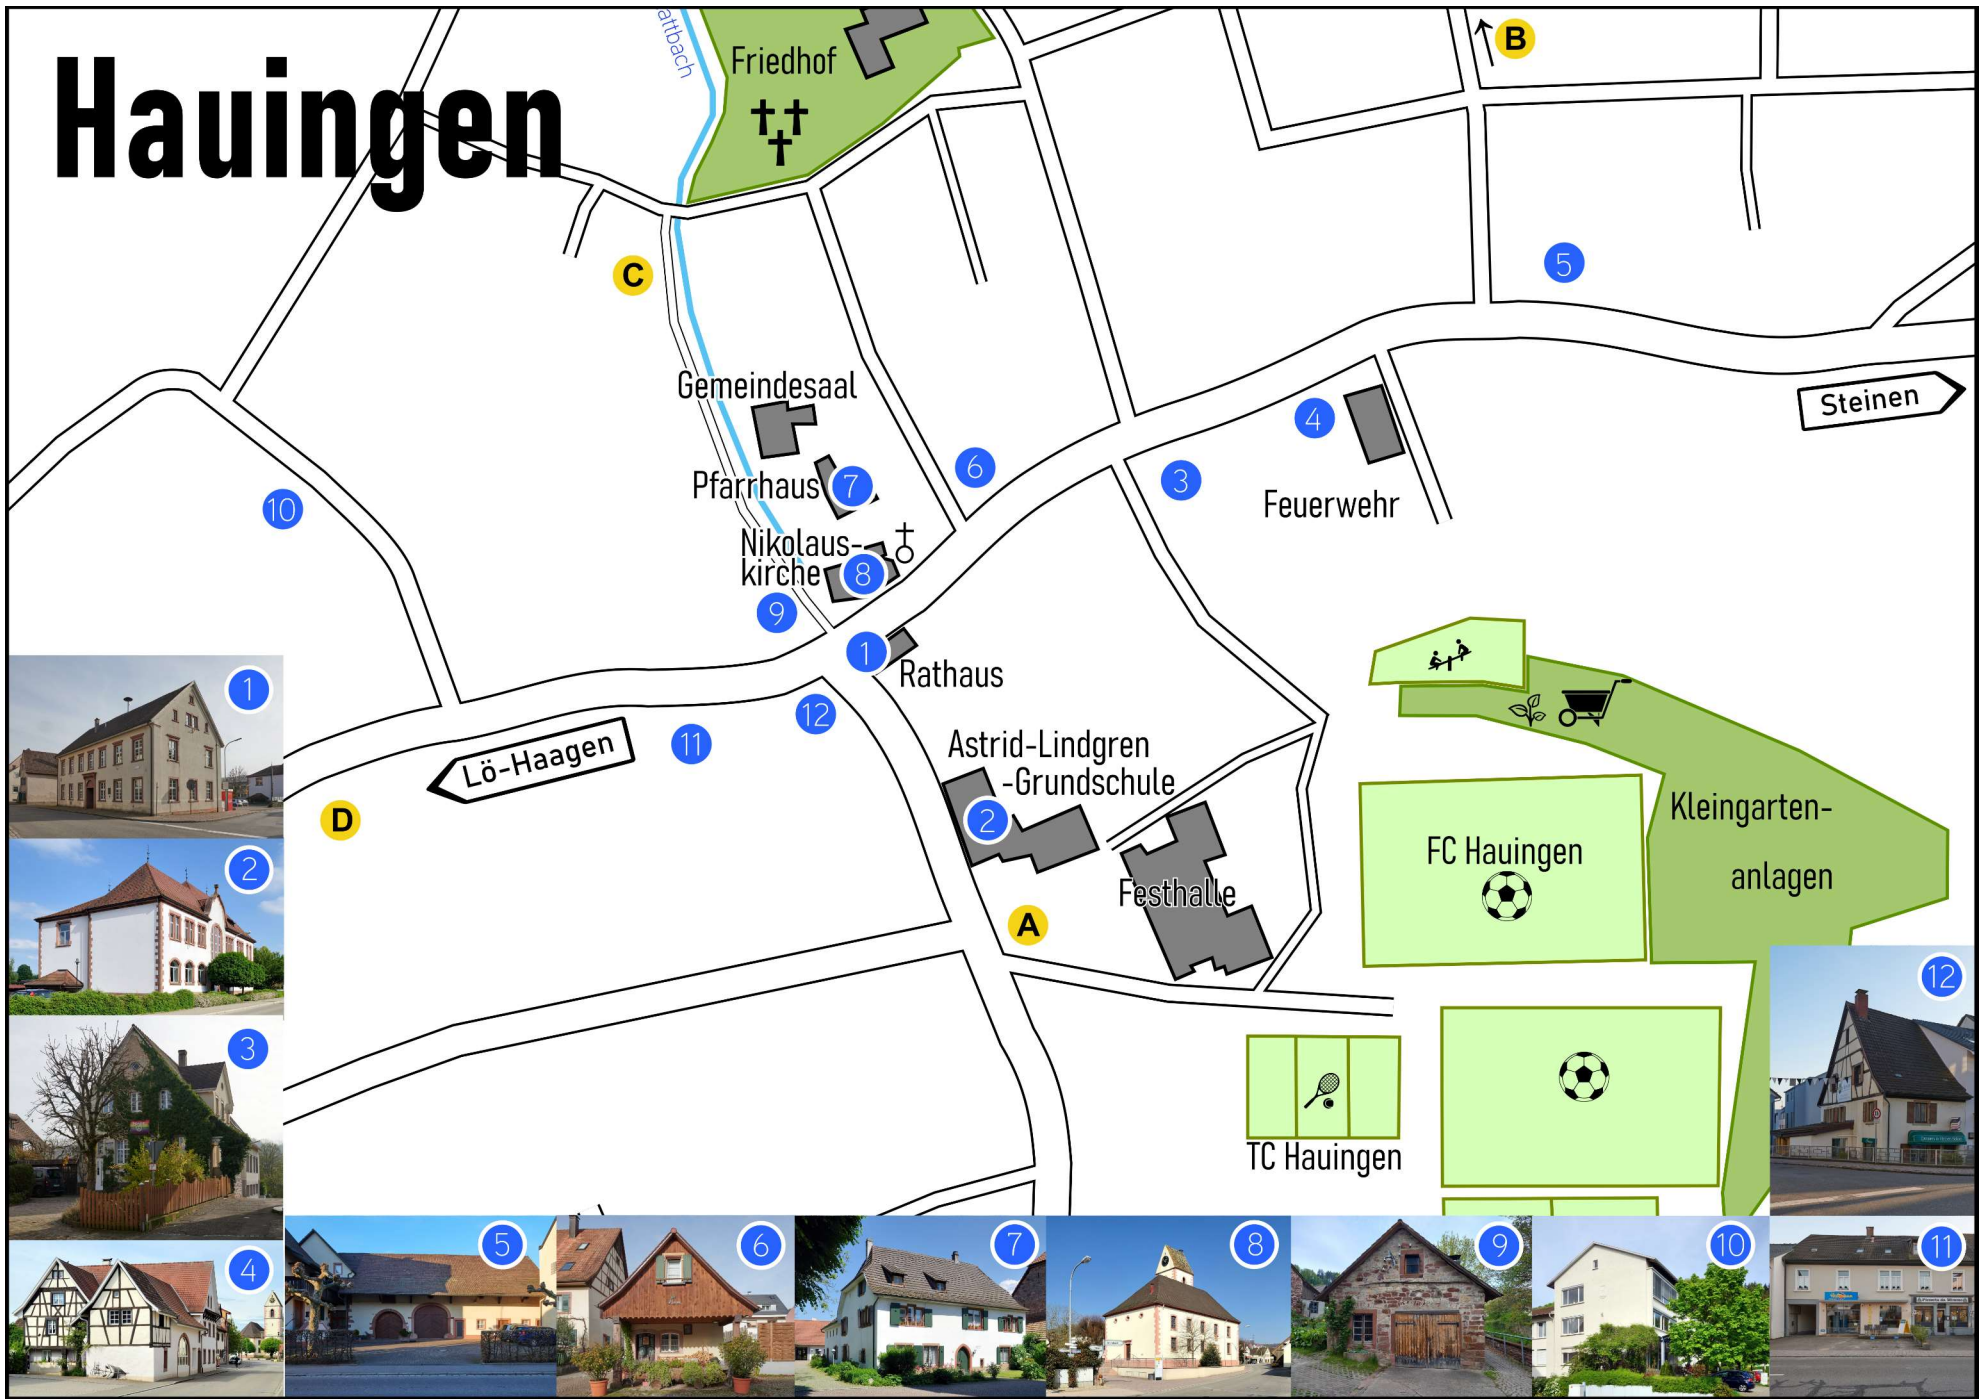 Hauingen
attbach
Friedhof
B
C
5
Gemeindesaal
Steinen
4
6
Pfarrhaus
7
3
10
Feuerwehr
Nikolaus-
kirche
8
9
1
Rathaus
12
11
Lö-Haagen
Astrid-Lindgren
-Grundschule
2
D
Kleingarten-
anlagen
FC Hauingen
Festhalle
A
TC Hauingen
1
2
3
4
5
6
7
8
9
10
11
12